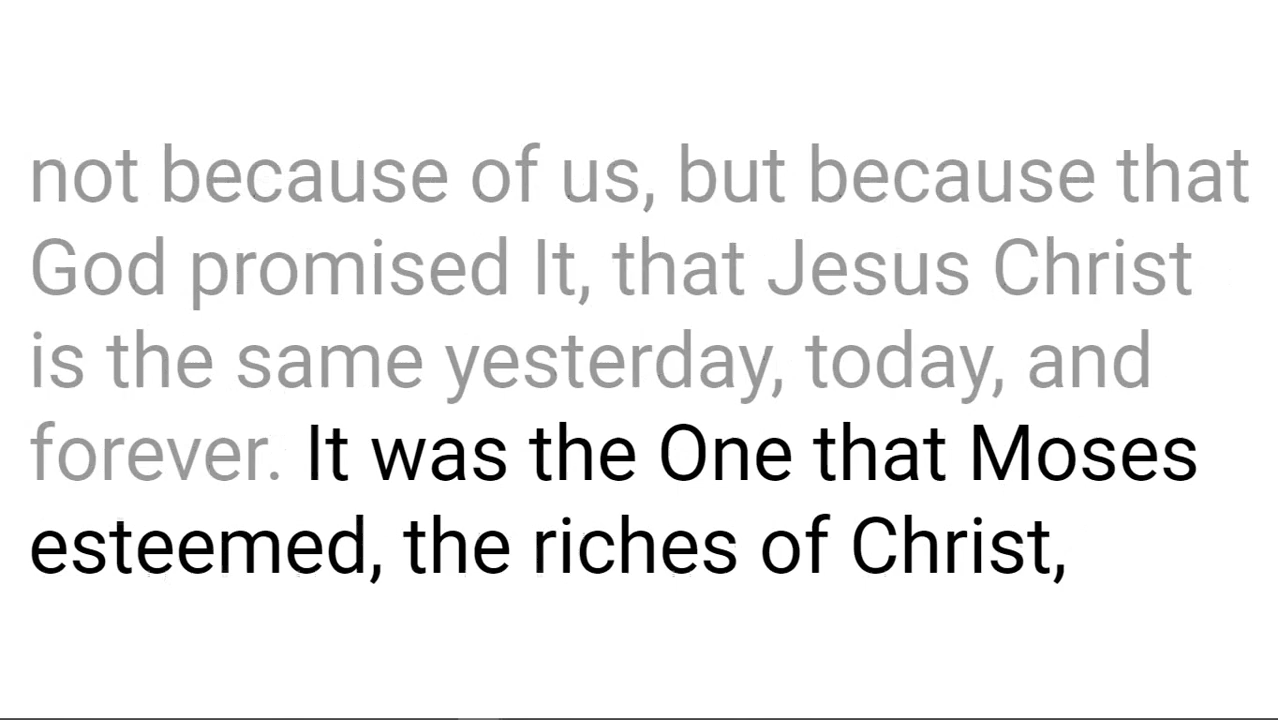 not because of us, but because that
God promised It, that Jesus Christ
is the same yesterday, today, and
forever. It was the One that Moses
esteemed, the riches of Christ,